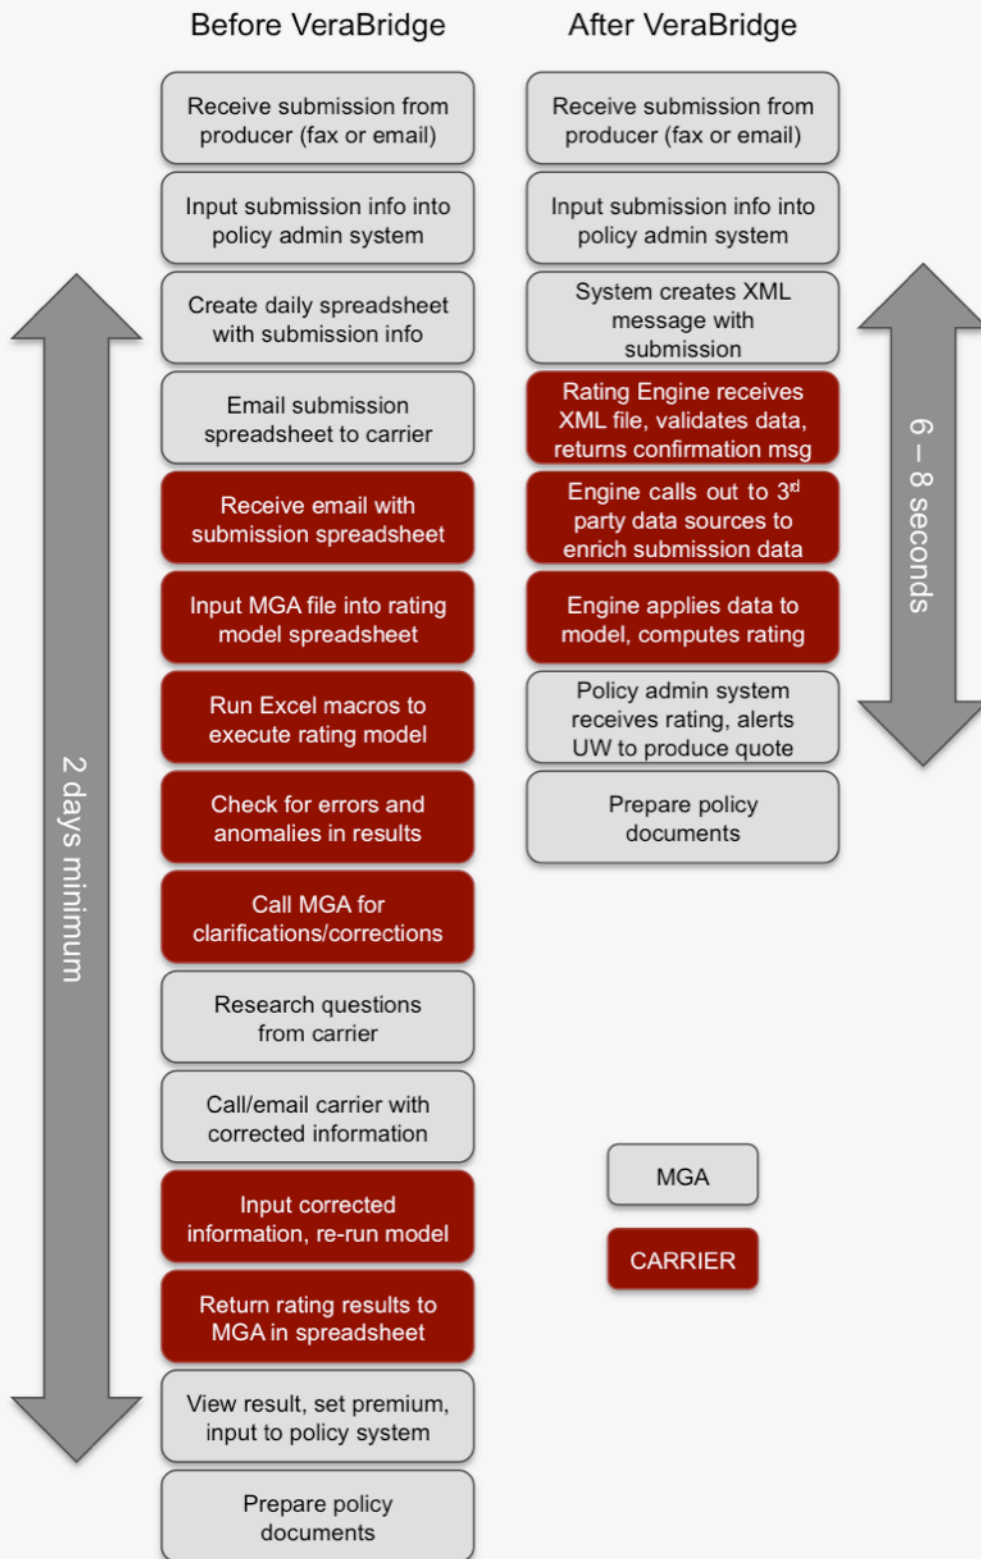 Before VeraBridge
Receive submission from
producer (fax or email)
Input submission info into
policy admin system
Create daily spreadsheet
with submission info
Email submission
spreadsheet to carrier
Receive email with
submission spreadsheet
Input MGA file into rating
model spreadsheet
Run Excel macros to
execute rating model
Check for errors and
anomalies in results
Call MGA for
clarifications/corrections
Research questions
from carrier
Call/email carrier with
corrected information
Input corrected
information, re-run model
Return rating results to
MGA in spreadsheet
View result, set premium,
input to policy system
Prepare policy
documents
2 days minimum
After VeraBridge
Receive submission from
producer (fax or email)
Input submission info into
policy admin system
System creates XML
message with
submission
Rating Engine receives
XML file, validates data,
returns confirmation msg
Engine calls out to 3rd
party data sources to
enrich submission data
Engine applies data to
model, computes rating
Policy admin system
receives rating, alerts
UW to produce quote
Prepare policy
documents
6 – 8 seconds
MGA
CARRIER